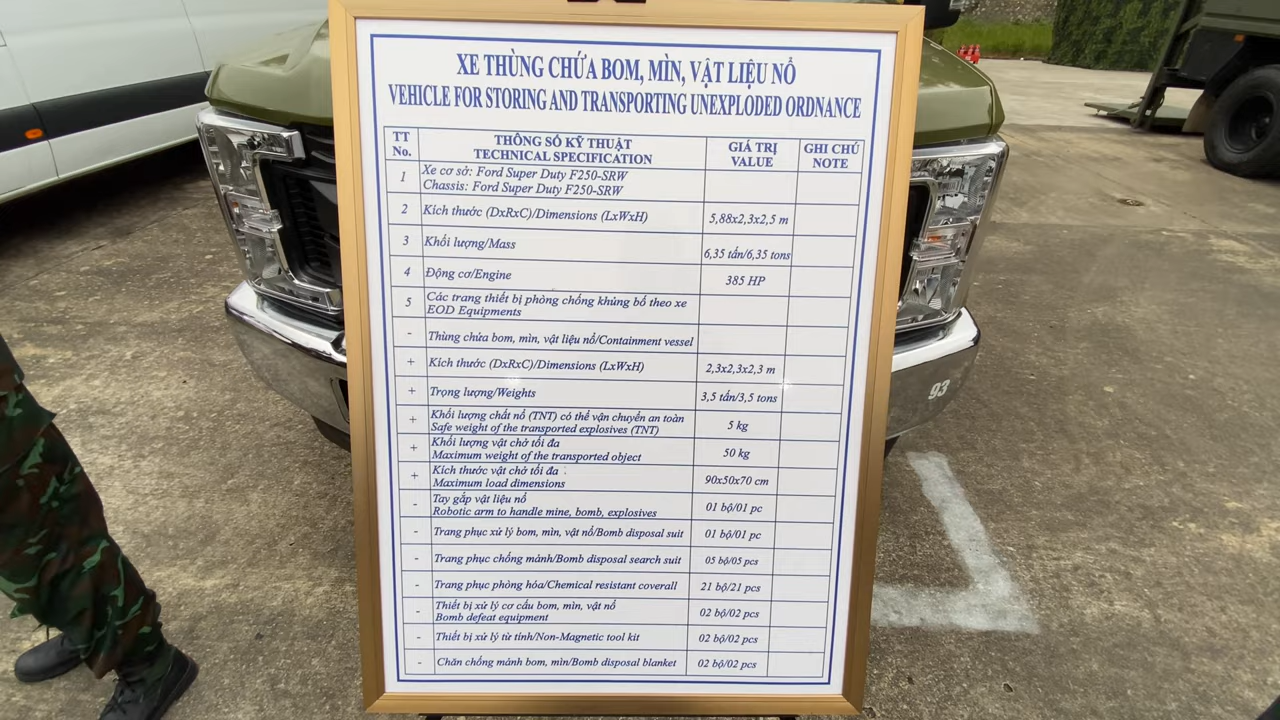 XE THÙNG CHỨA BOM, MÌN, VẬT LIỆU NỔ
VEHICLE FOR STORING AND TRANSPORTING UNEXPLODED ORDNANCE
TT No. THÔNG SỐ KỸ THUẬT TECHNICAL SPECIFICATION GIÁ TRỊ VALUE GHI CHÚ NOTE
1 Xe cơ sở: Ford Super Duty F250-SRW
Chassis: Ford Super Duty F250-SRW
2 Kích thước (DxRxC)/Dimensions (LxWxH) 5,88x2,3x2,5 m
3 Khối lượng/Mass 6,35 tấn/6,35 tons
4 Động cơ/Engine 385 HP
5 Các trang thiết bị phòng chống khủng bố theo xe
EOD Equipments
- Thùng chứa bom, mìn, vật liệu nổ/Containment vessel
+ Kích thước (DxRxC)/Dimensions (LxWxH) 2,3x2,3x2,3 m
+ Trọng lượng/Weights 3,5 tấn/3,5 tons
+ Khối lượng chất nổ (TNT) có thể vận chuyển an toàn
Safe weight of the transported explosives (TNT) 5 kg
+ Khối lượng vật chở tối đa
Maximum weight of the transported object 50 kg
+ Kích thước vật chở tối đa
Maximum load dimensions 90x50x70 cm
- Tay gắp vật liệu nổ
Robotic arm to handle mine, bomb, explosives 01 bộ/01 pc
- Trang phục xử lý bom, mìn, vật nổ/Bomb disposal suit 01 bộ/01 pc
- Trang phục chống mảnh/Bomb disposal search suit 05 bộ/05 pcs
- Trang phục phòng hóa/Chemical resistant coverall 21 bộ/21 pcs
- Thiết bị xử lý cơ cấu bom, mìn, vật nổ
Bomb defeat equipment 02 bộ/02 pcs
- Thiết bị xử lý từ tính/Non-Magnetic tool kit 02 bộ/02 pcs
- Chăn chống mảnh bom, mìn/Bomb disposal blanket 02 bộ/02 pcs
93